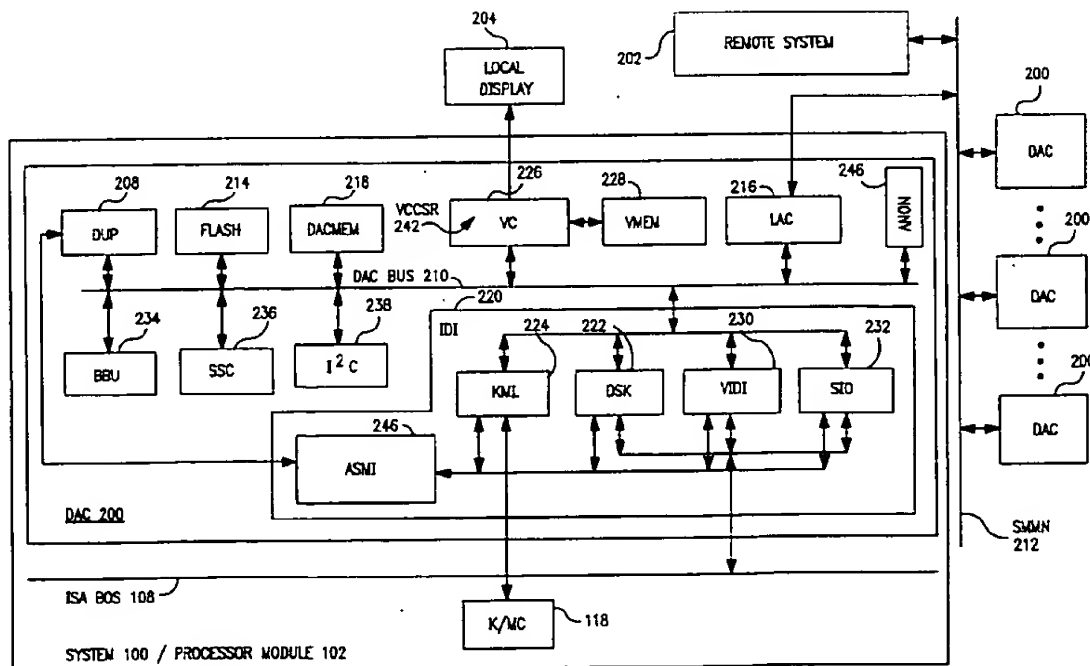 204
LOCAL
DISPLAY
202
REMOTE SYSTEM
200
DAC
208
DUP
214
FLASH
218
DACMEM
VCCSR
242
226
VC
228
VMEM
216
LAC
246
NONV
DAC BUS 210
200
DAC
220
IDI
234
BBU
236
SSC
238
I²C
224
KML
222
DSK
230
VIDI
232
SIO
200
DAC
246
ASMI
DAC 200
SMMN
212
ISA BOS 108
K/MC
118
SYSTEM 100 / PROCESSOR MODULE 102